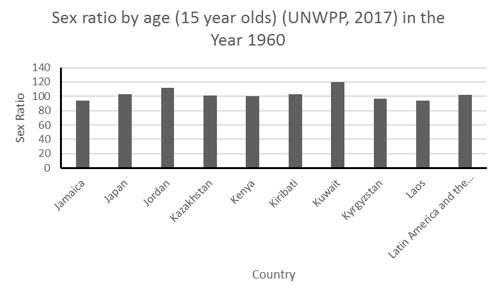 Sex ratio by age (15 year olds) (UNWPP, 2017) in the
Year 1960
140
120
100
80
60
40
20
0
Sex Ratio
Jamaica
Japan
Jordan
Kazakhstan
Kenya
Kiribati
Kuwait
Kyrgyzstan
Laos
Latin America and the...
Country